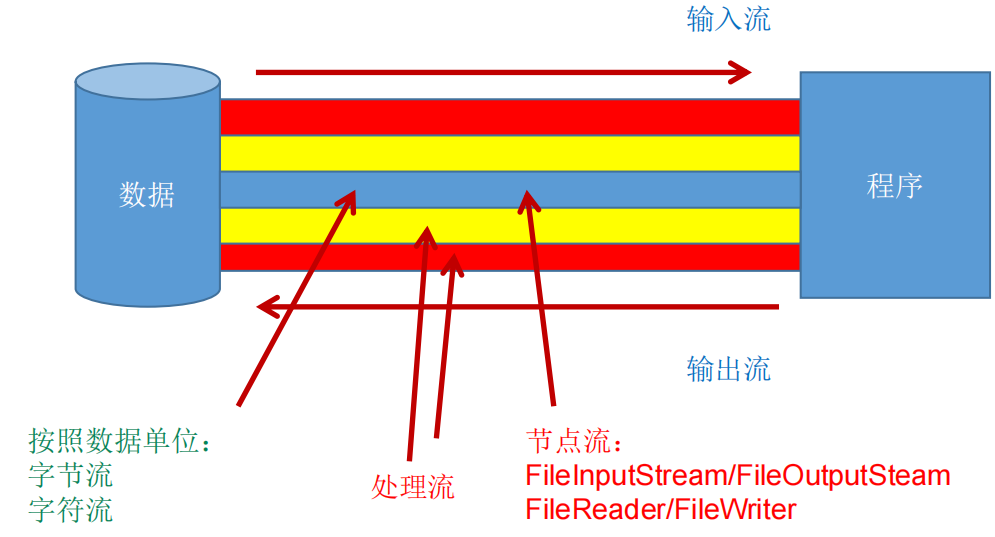 输入流
数据
程序
输出流
按照数据单位：
字节流
字符流
处理流
节点流：
FileInputStream/FileOutputSteam
FileReader/FileWriter